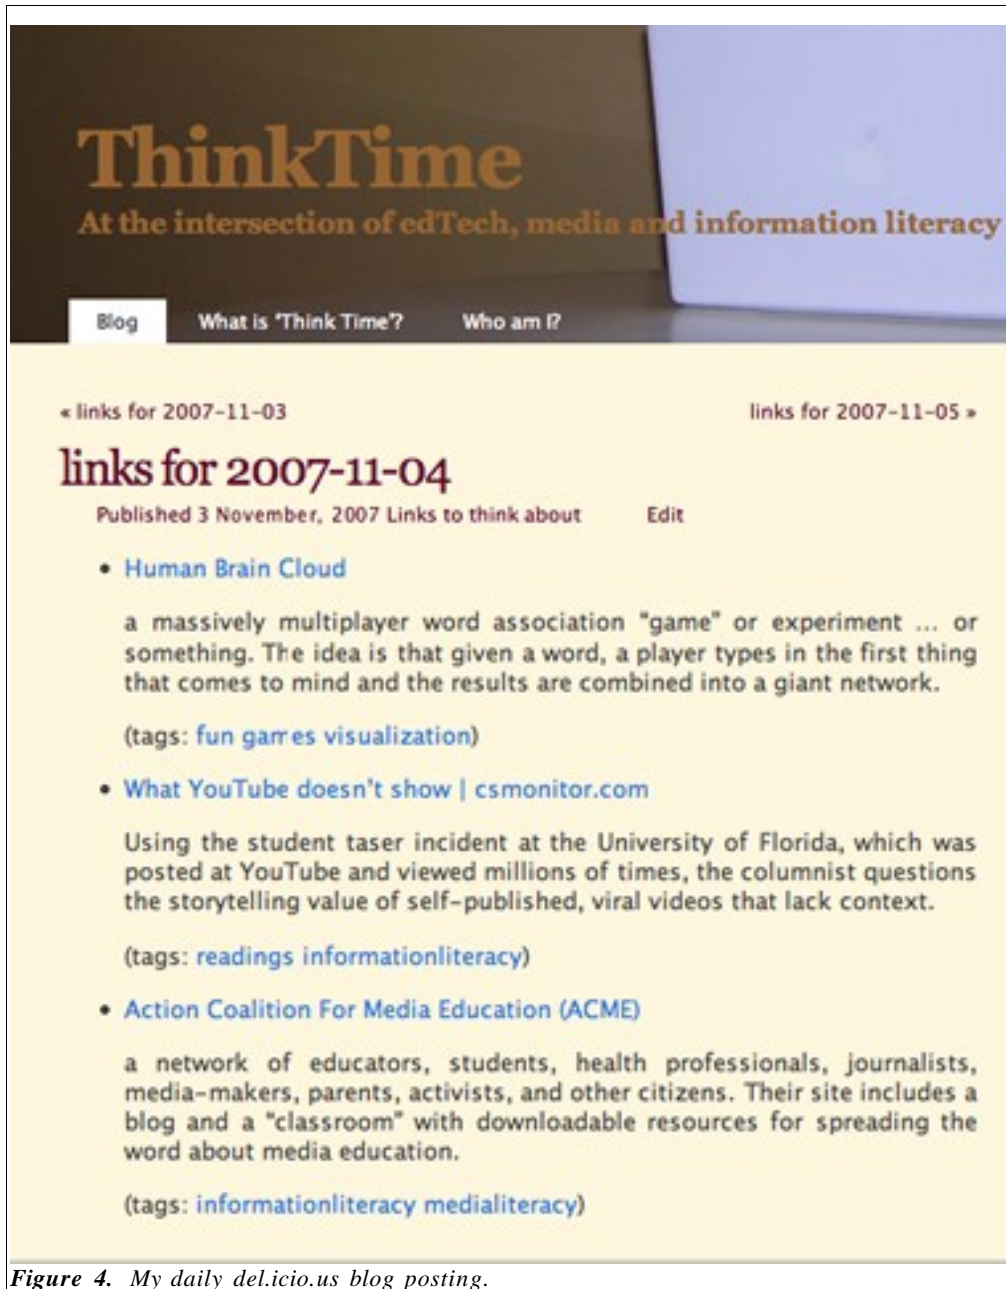 ThinkTime
At the intersection of edTech, media and information literacy
Blog What is 'Think Time'? Who am I?
« links for 2007-11-03 links for 2007-11-05 »
links for 2007-11-04
Published 3 November, 2007 Links to think about Edit
• Human Brain Cloud
a massively multiplayer word association "game" or experiment ... or
something. The idea is that given a word, a player types in the first thing
that comes to mind and the results are combined into a giant network.
(tags: fun games visualization)
• What YouTube doesn't show | csmonitor.com
Using the student taser incident at the University of Florida, which was
posted at YouTube and viewed millions of times, the columnist questions
the storytelling value of self-published, viral videos that lack context.
(tags: readings informationliteracy)
• Action Coalition For Media Education (ACME)
a network of educators, students, health professionals, journalists,
media-makers, parents, activists, and other citizens. Their site includes a
blog and a "classroom" with downloadable resources for spreading the
word about media education.
(tags: informationliteracy medialiteracy)
Figure 4. My daily del.icio.us blog posting.